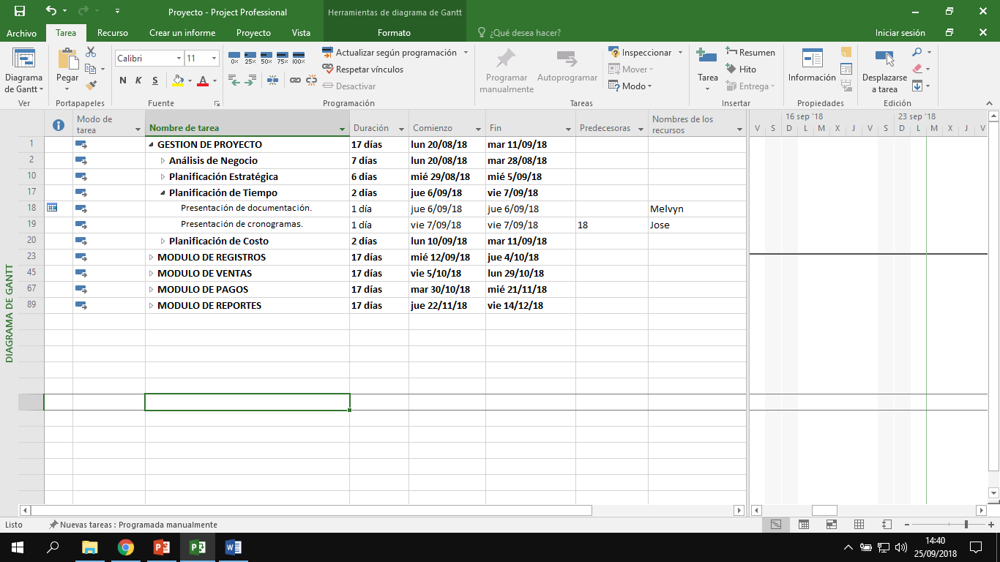 Proyecto - Project Professional
Herramientas de diagrama de Gantt
Archivo Tarea Recurso Crear un informe Proyecto Vista Formato ¿Qué desea hacer? Iniciar sesión
Diagrama de Gantt
Ver
Pegar
Portapapeles
Calibri 11
N K S
Fuente
0% 25% 50% 75% 100%
Actualizar según programación
Respetar vínculos
Desactivar
Programación
Programar manualmente
Autoprogramar
Inspeccionar
Mover
Modo
Tareas
Tarea
Resumen
Hito
Entrega
Insertar
Información
Propiedades
Desplazarse a tarea
Edición
Modo de tarea Nombre de tarea Duración Comienzo Fin Predecesoras Nombres de los recursos
16 sep '18 23 sep '18
V S D L M X J V S D L M X J V
1 GESTION DE PROYECTO 17 días lun 20/08/18 mar 11/09/18
2 Análisis de Negocio 7 días lun 20/08/18 mar 28/08/18
10 Planificación Estratégica 6 días mié 29/08/18 mié 5/09/18
17 Planificación de Tiempo 2 días jue 6/09/18 vie 7/09/18
18 Presentación de documentación. 1 día jue 6/09/18 jue 6/09/18 Melvyn
19 Presentación de cronogramas. 1 día vie 7/09/18 vie 7/09/18 18 Jose
20 Planificación de Costo 2 días lun 10/09/18 mar 11/09/18
23 MODULO DE REGISTROS 17 días mié 12/09/18 jue 4/10/18
45 MODULO DE VENTAS 17 días vie 5/10/18 lun 29/10/18
67 MODULO DE PAGOS 17 días mar 30/10/18 mié 21/11/18
89 MODULO DE REPORTES 17 días jue 22/11/18 vie 14/12/18
DIAGRAMA DE GANTT
Listo Nuevas tareas : Programada manualmente
14:40
25/09/2018